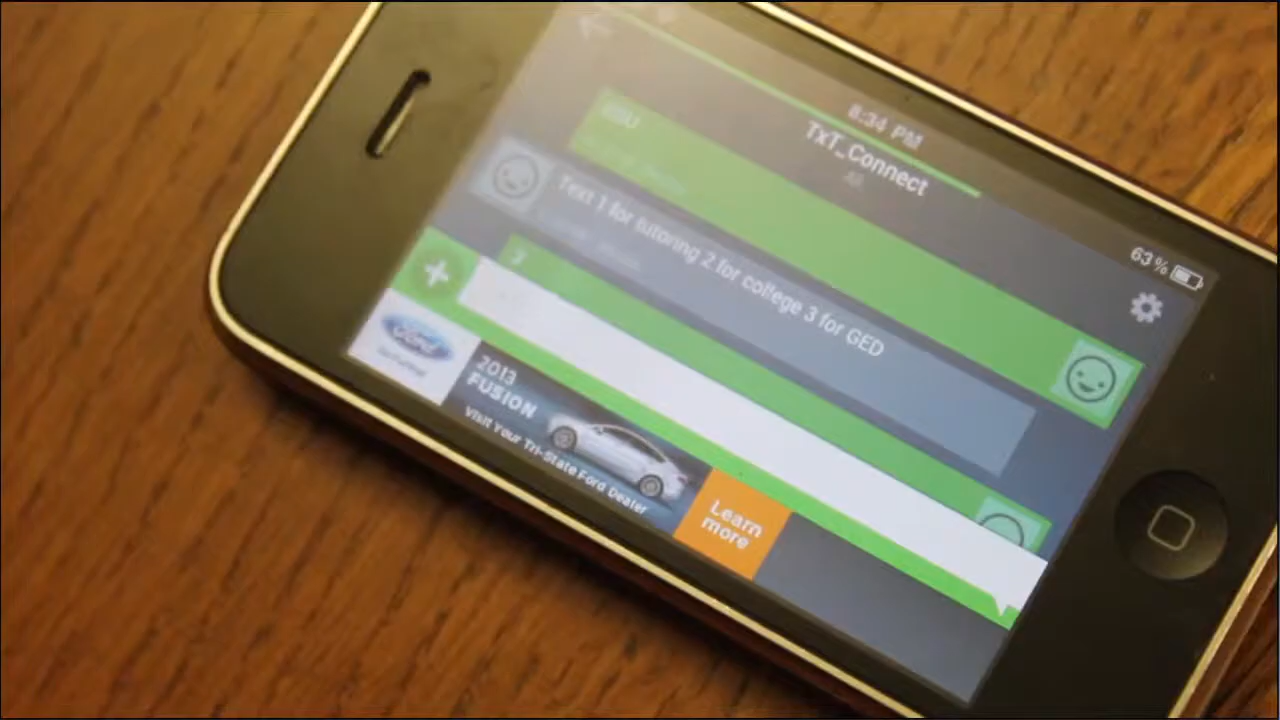 8:34 PM
63%
TxT_Connect
Text 1 for tutoring 2 for college 3 for GED
Ford
2013
FUSION
Visit Your Tri-State Ford Dealer
Learn
more